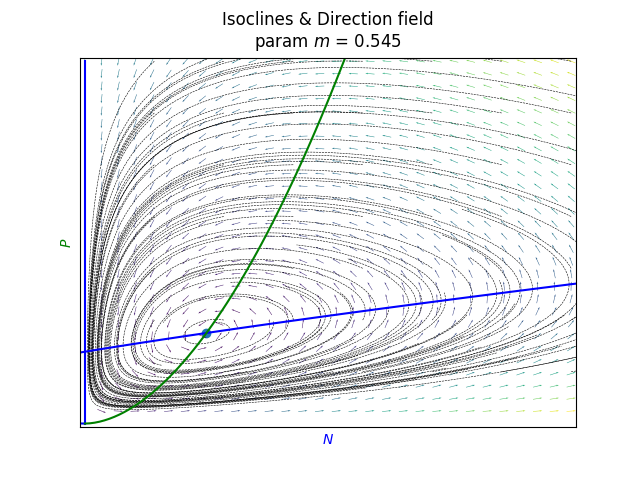 Isoclines & Direction field
param m = 0.545
P
N